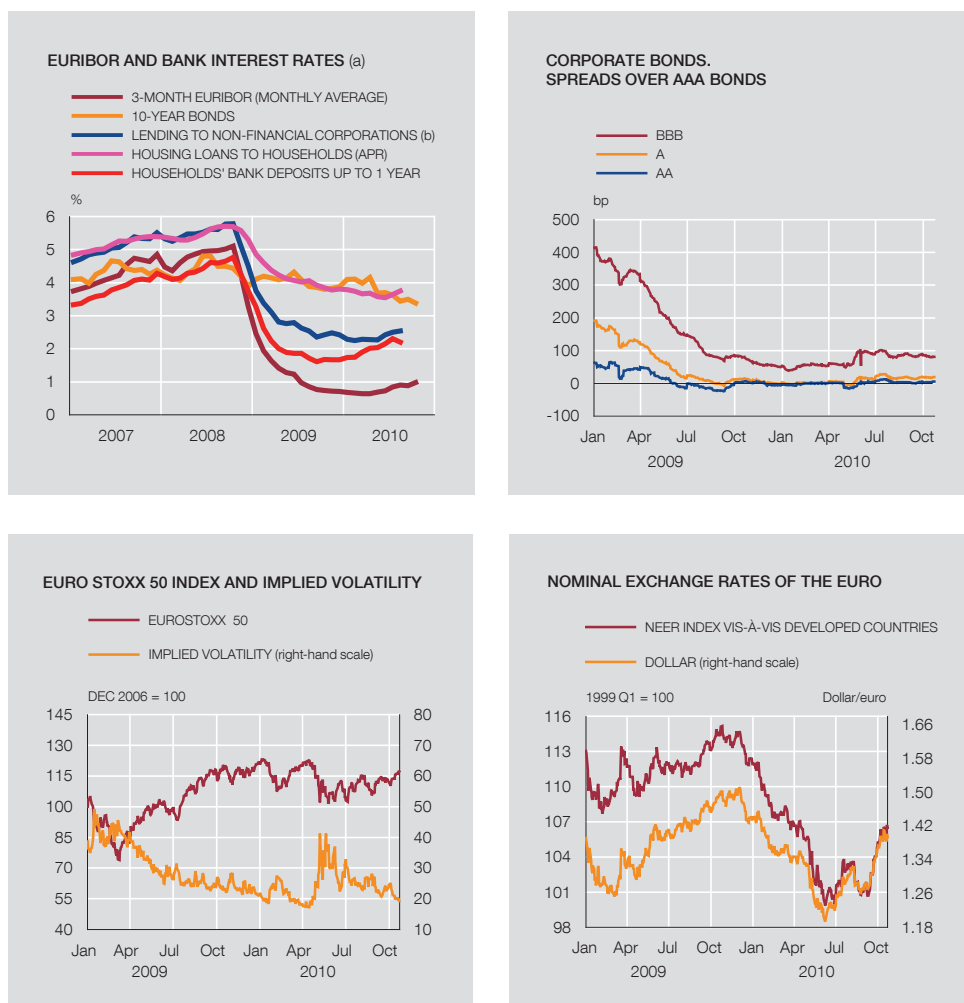 EURIBOR AND BANK INTEREST RATES (a)
3-MONTH EURIBOR (MONTHLY AVERAGE)
10-YEAR BONDS
LENDING TO NON-FINANCIAL CORPORATIONS (b)
HOUSING LOANS TO HOUSEHOLDS (APR)
HOUSEHOLDS' BANK DEPOSITS UP TO 1 YEAR
%
6
5
4
3
2
1
0
2007 2008 2009 2010
CORPORATE BONDS.
SPREADS OVER AAA BONDS
BBB
A
AA
bp
500
400
300
200
100
0
-100
Jan Apr Jul Oct Jan Apr Jul Oct
2009 2010
EURO STOXX 50 INDEX AND IMPLIED VOLATILITY
EUROSTOXX 50
IMPLIED VOLATILITY (right-hand scale)
DEC 2006 = 100
145 80
130 70
115 60
100 50
85 40
70 30
55 20
40 10
Jan Apr Jul Oct Jan Apr Jul Oct
2009 2010
NOMINAL EXCHANGE RATES OF THE EURO
NEER INDEX VIS-À-VIS DEVELOPED COUNTRIES
DOLLAR (right-hand scale)
1999 Q1 = 100 Dollar/euro
116 1.66
113 1.58
110 1.50
107 1.42
104 1.34
101 1.26
98 1.18
Jan Apr Jul Oct Jan Apr Jul Oct
2009 2010